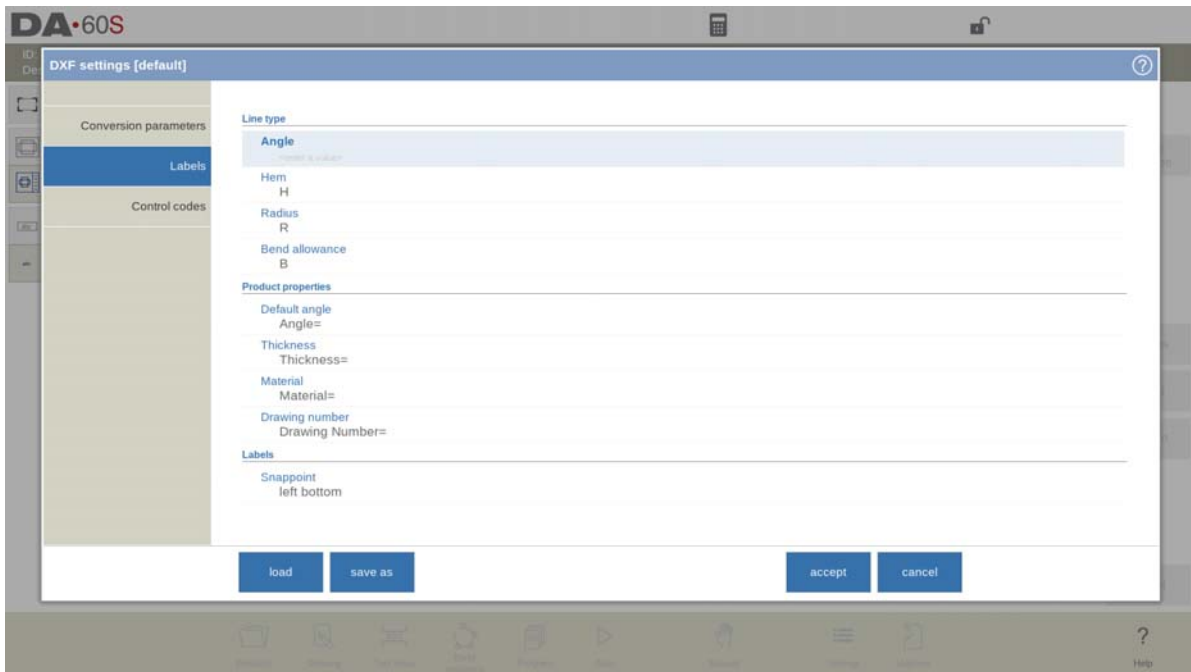 DA•60S
ID:
Des
DXF settings [default]
?
Conversion parameters
Labels
Control codes
Line type
Angle
Hem
H
Radius
R
Bend allowance
B
Product properties
Default angle
Angle=
Thickness
Thickness=
Material
Material=
Drawing number
Drawing Number=
Labels
Snappoint
left bottom
load
save as
accept
cancel
?
Help